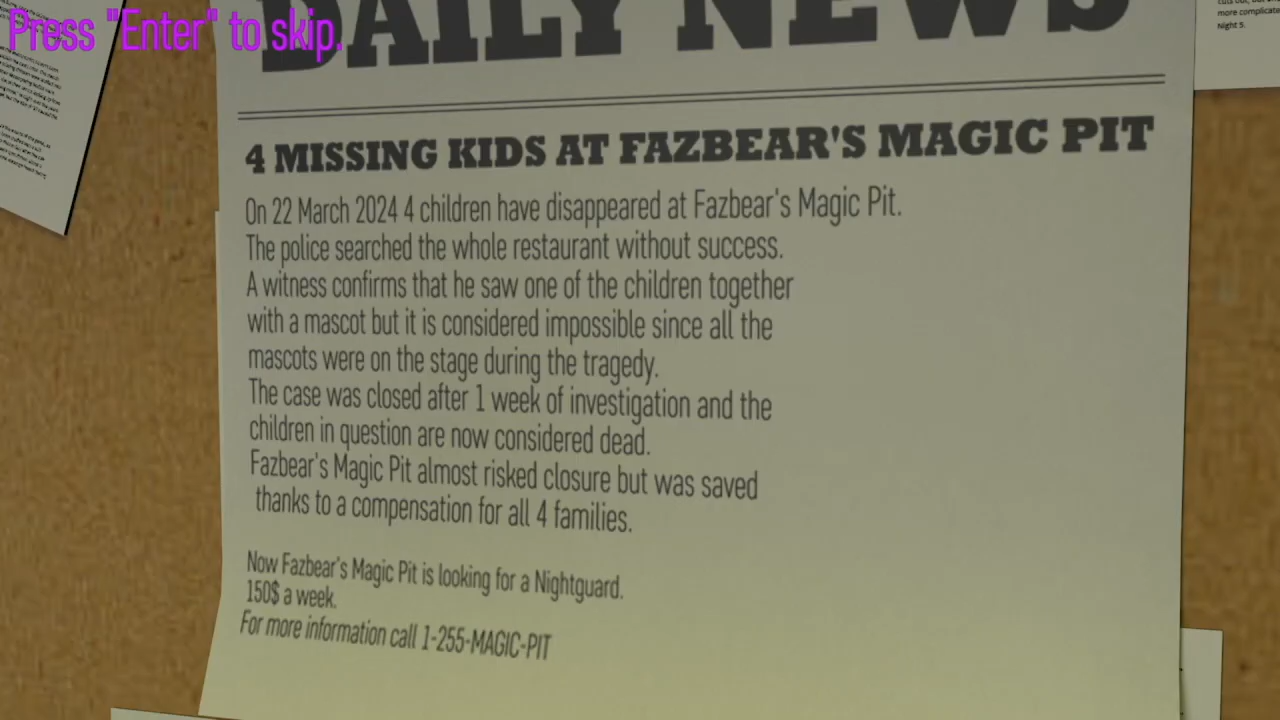 Press "Enter" to skip.
DAILY NEWS
more complicate
Night 5.
4 MISSING KIDS AT FAZBEAR'S MAGIC PIT
On 22 March 2024 4 children have disappeared at Fazbear's Magic Pit.
The police searched the whole restaurant without success.
A witness confirms that he saw one of the children together
with a mascot but it is considered impossible since all the
mascots were on the stage during the tragedy.
The case was closed after 1 week of investigation and the
children in question are now considered dead.
Fazbear's Magic Pit almost risked closure but was saved
thanks to a compensation for all 4 families.
Now Fazbear's Magic Pit is looking for a Nightguard.
150$ a week.
For more information call 1-255-MAGIC-PIT